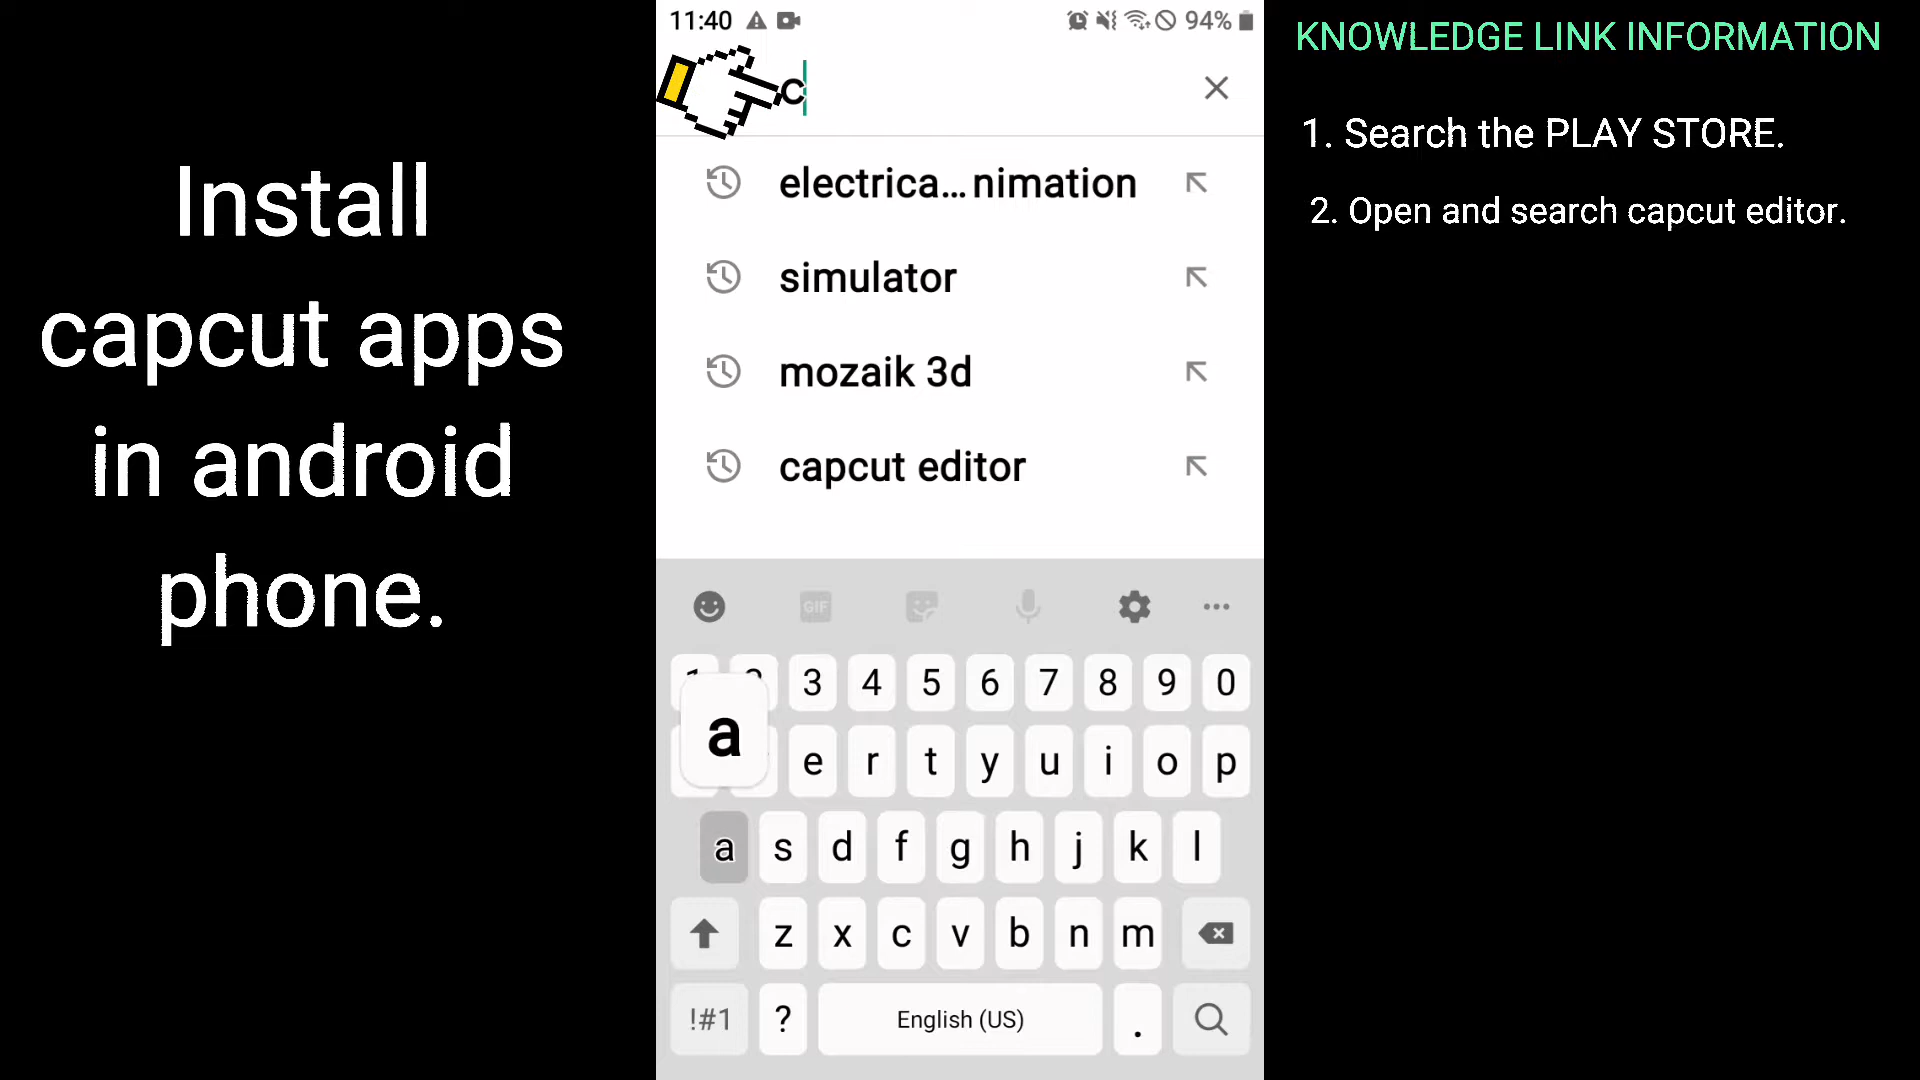 Install
capcut apps
in android
phone.
11:40
94%
c
electrica... nimation
simulator
mozaik 3d
capcut editor
GIF
3 4 5 6 7 8 9 0
a
e r t y u i o p
a s d f g h j k l
z x c v b n m
!#1 ? English (US) .
KNOWLEDGE LINK INFORMATION
1. Search the PLAY STORE.
2. Open and search capcut editor.